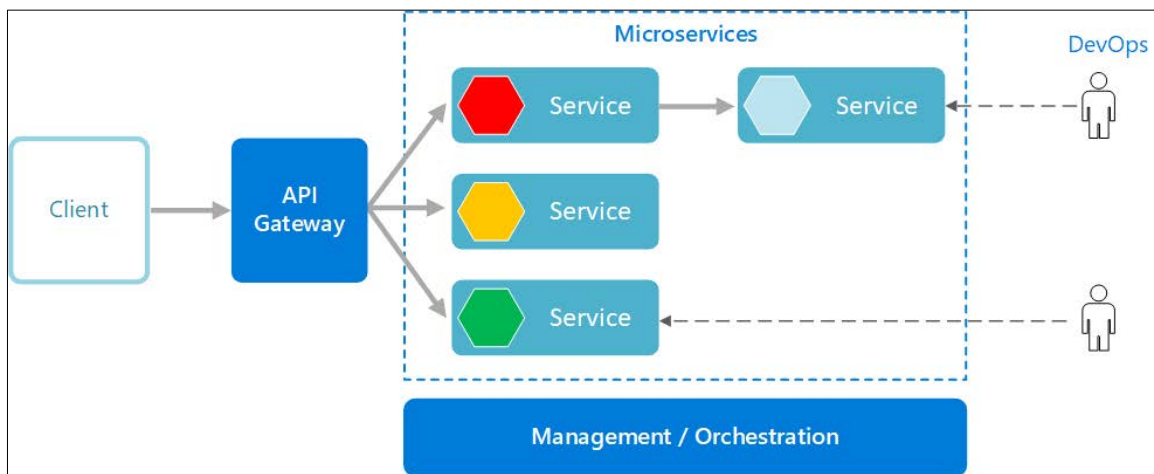 Microservices
DevOps
Service
Service
Client
API
Gateway
Service
Service
Management / Orchestration